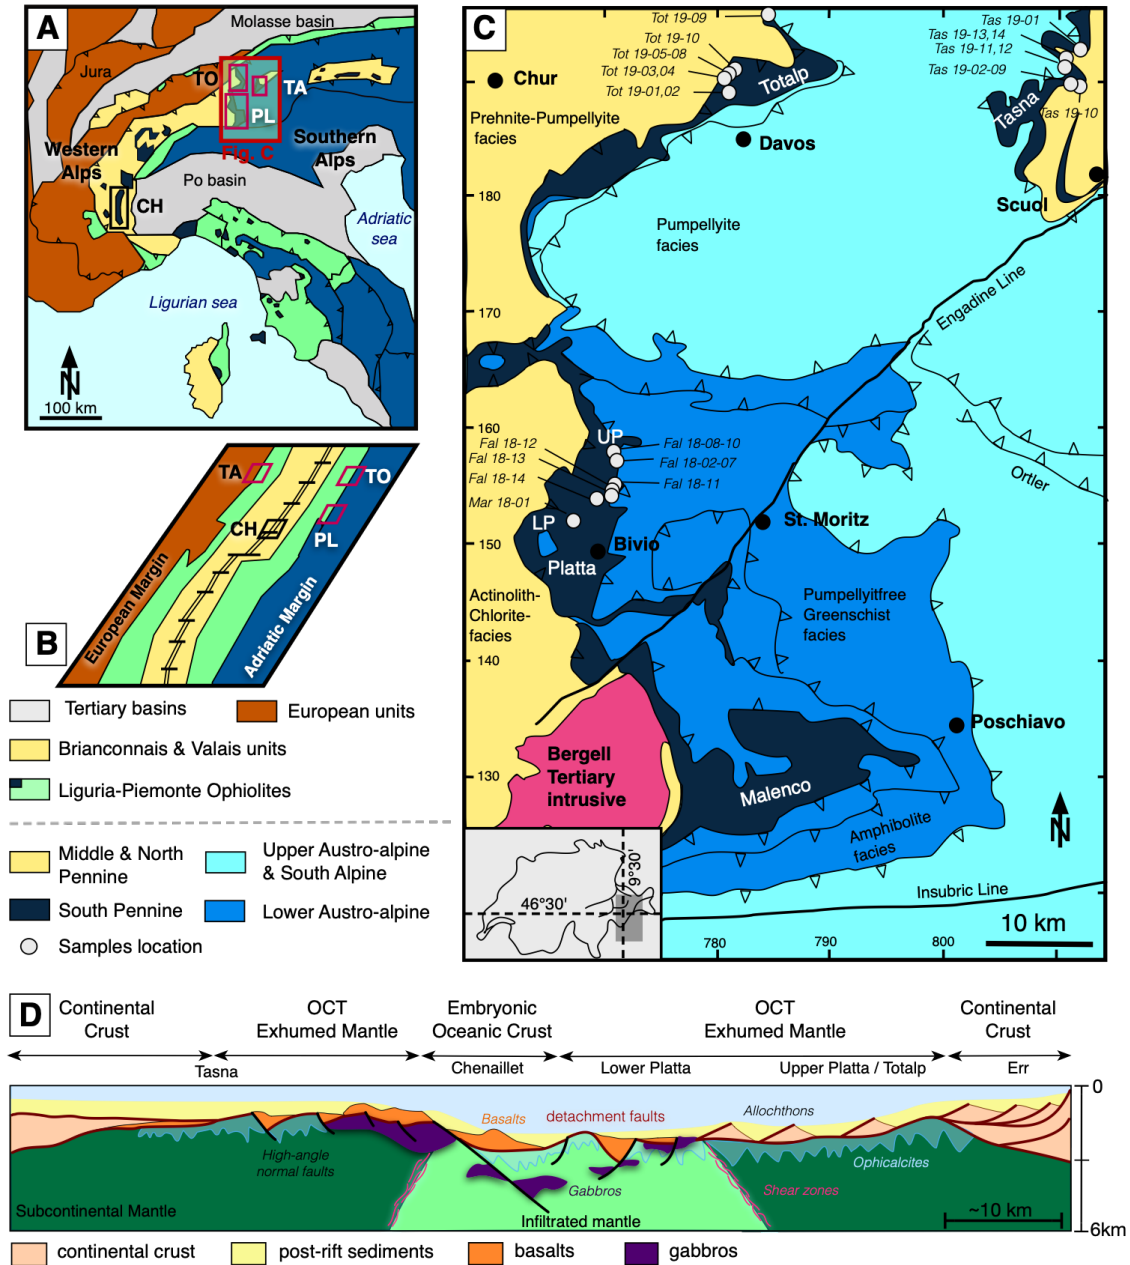 A
Molasse basin
Jura
TO
TA
PL
Fig. C
Western
Alps
Southern
Alps
Po basin
CH
Adriatic
sea
Ligurian sea
N
100 km
B
TA
TO
CH
PL
European Margin
Adriatic Margin
Tertiary basins
European units
Brianconnais & Valais units
Liguria-Piemonte Ophiolites
Middle & North
Pennine
Upper Austro-alpine
& South Alpine
South Pennine
Lower Austro-alpine
Samples location
C
Tot 19-09
Tot 19-10
Tot 19-05-08
Tot 19-03,04
Tot 19-01,02
Tas 19-01
Tas 19-13,14
Tas 19-11,12
Tas 19-02-09
Tas 19-10
Chur
Totalp
Tasna
Prehnite-Pumpellyite
facies
Davos
Scuol
180
Pumpellyite
facies
Engadine Line
170
160
UP
Fal 18-12
Fal 18-13
Fal 18-14
Mar 18-01
Fal 18-08-10
Fal 18-02-07
Fal 18-11
Ortler
LP
St. Moritz
150
Bivio
Platta
Actinolith-
Chlorite-
facies
Pumpellyitfree
Greenschist
facies
140
Poschiavo
Bergell
Tertiary
intrusive
130
Malenco
Amphibolite
facies
N
9°30'
46°30'
Insubric Line
780
790
800
10 km
D
Continental
Crust
OCT
Exhumed Mantle
Embryonic
Oceanic Crust
OCT
Exhumed Mantle
Continental
Crust
Tasna
Chenaillet
Lower Platta
Upper Platta / Totalp
Err
0
Basalts
detachment faults
Allochthons
High-angle
normal faults
Ophicalcites
Gabbros
Shear zones
Subcontinental Mantle
Infiltrated mantle
~10 km
6km
continental crust
post-rift sediments
basalts
gabbros